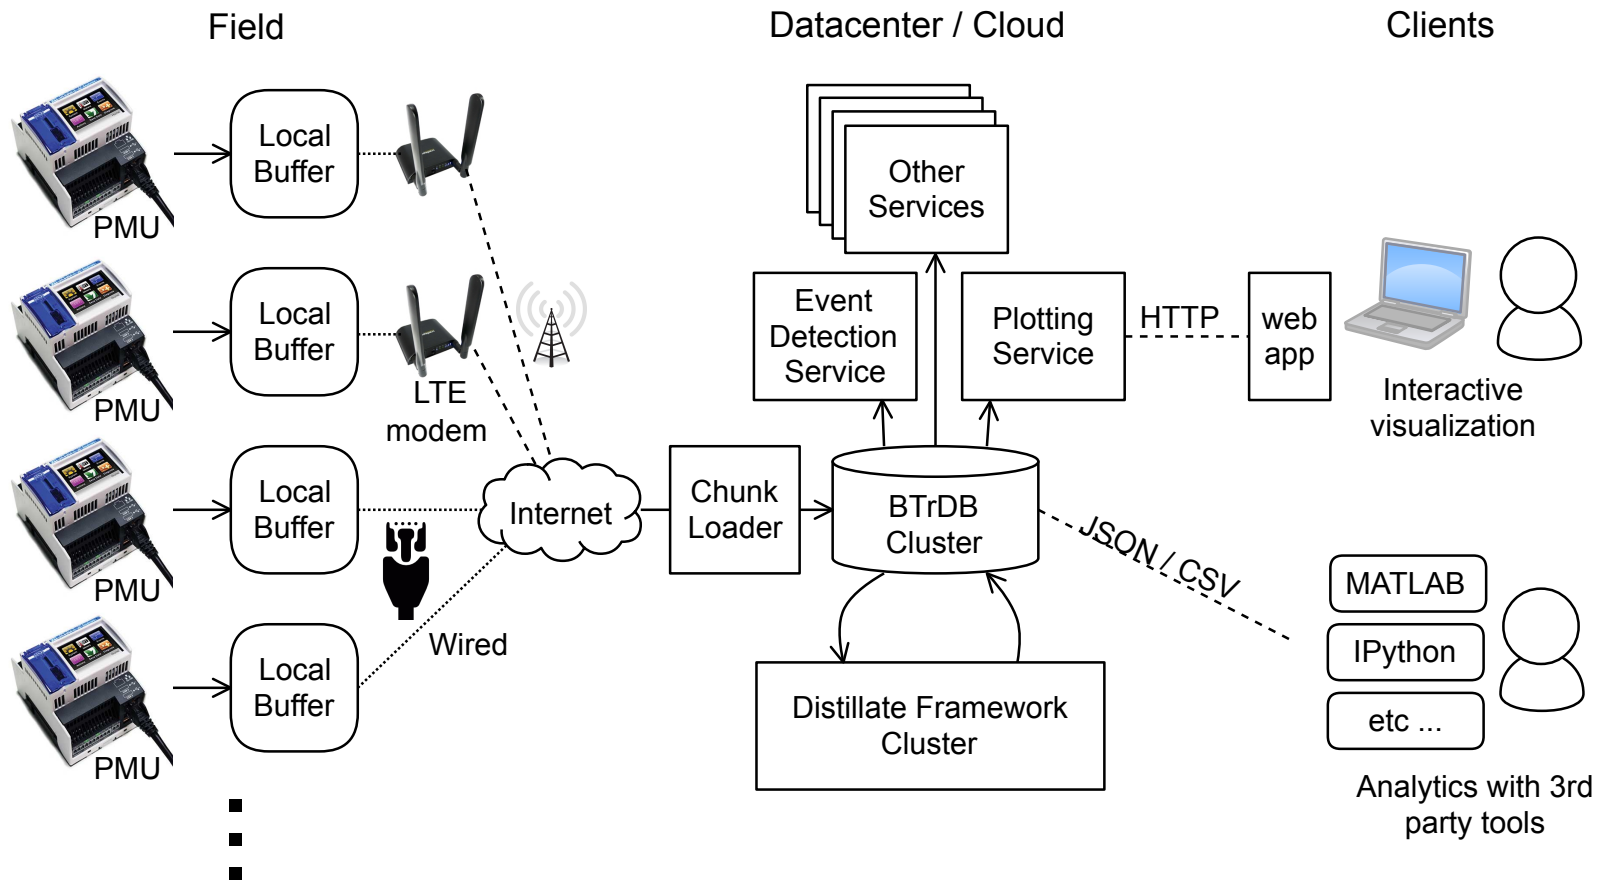 Field
Datacenter / Cloud
Clients
PMU
Local
Buffer
PMU
Local
Buffer
LTE
modem
PMU
Local
Buffer
Wired
PMU
Local
Buffer
Internet
Chunk
Loader
BTrDB
Cluster
Other
Services
Event
Detection
Service
Plotting
Service
HTTP
web
app
Interactive
visualization
JSON / CSV
Distillate Framework
Cluster
MATLAB
IPython
etc ...
Analytics with 3rd
party tools